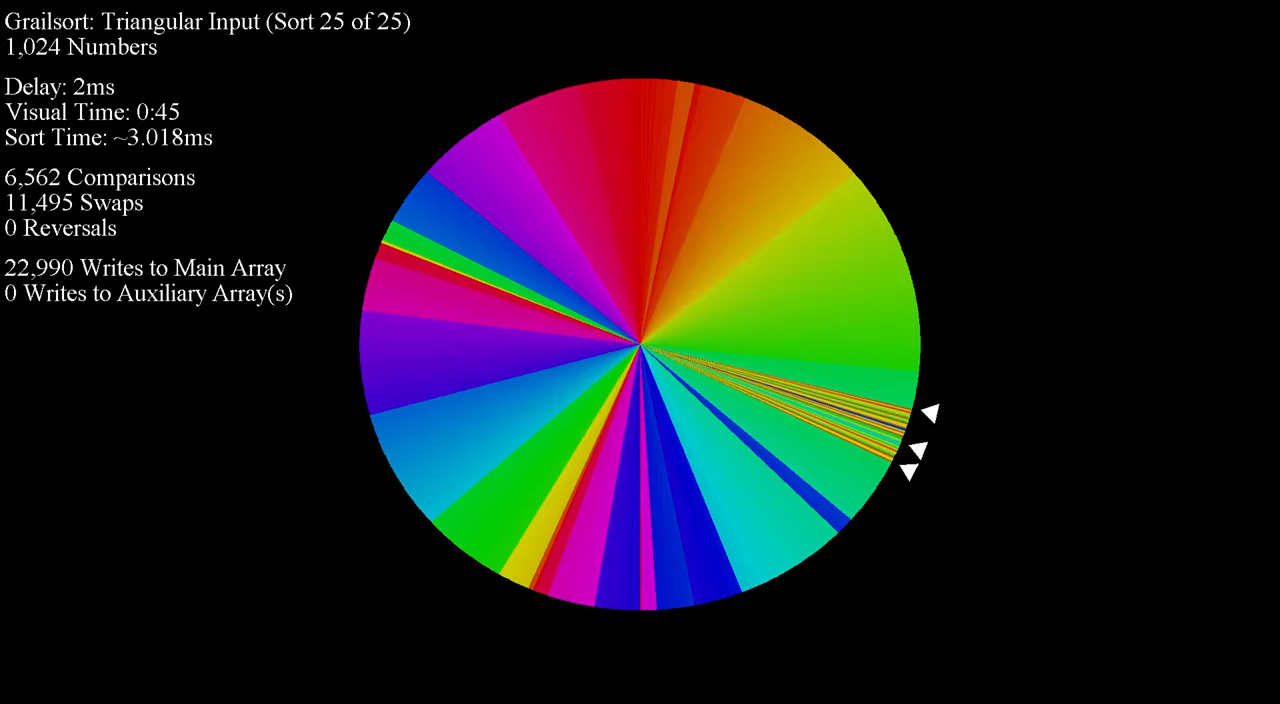 Grailsort: Triangular Input (Sort 25 of 25)
1,024 Numbers
Delay: 2ms
Visual Time: 0:45
Sort Time: ~3.018ms
6,562 Comparisons
11,495 Swaps
0 Reversals
22,990 Writes to Main Array
0 Writes to Auxiliary Array(s)